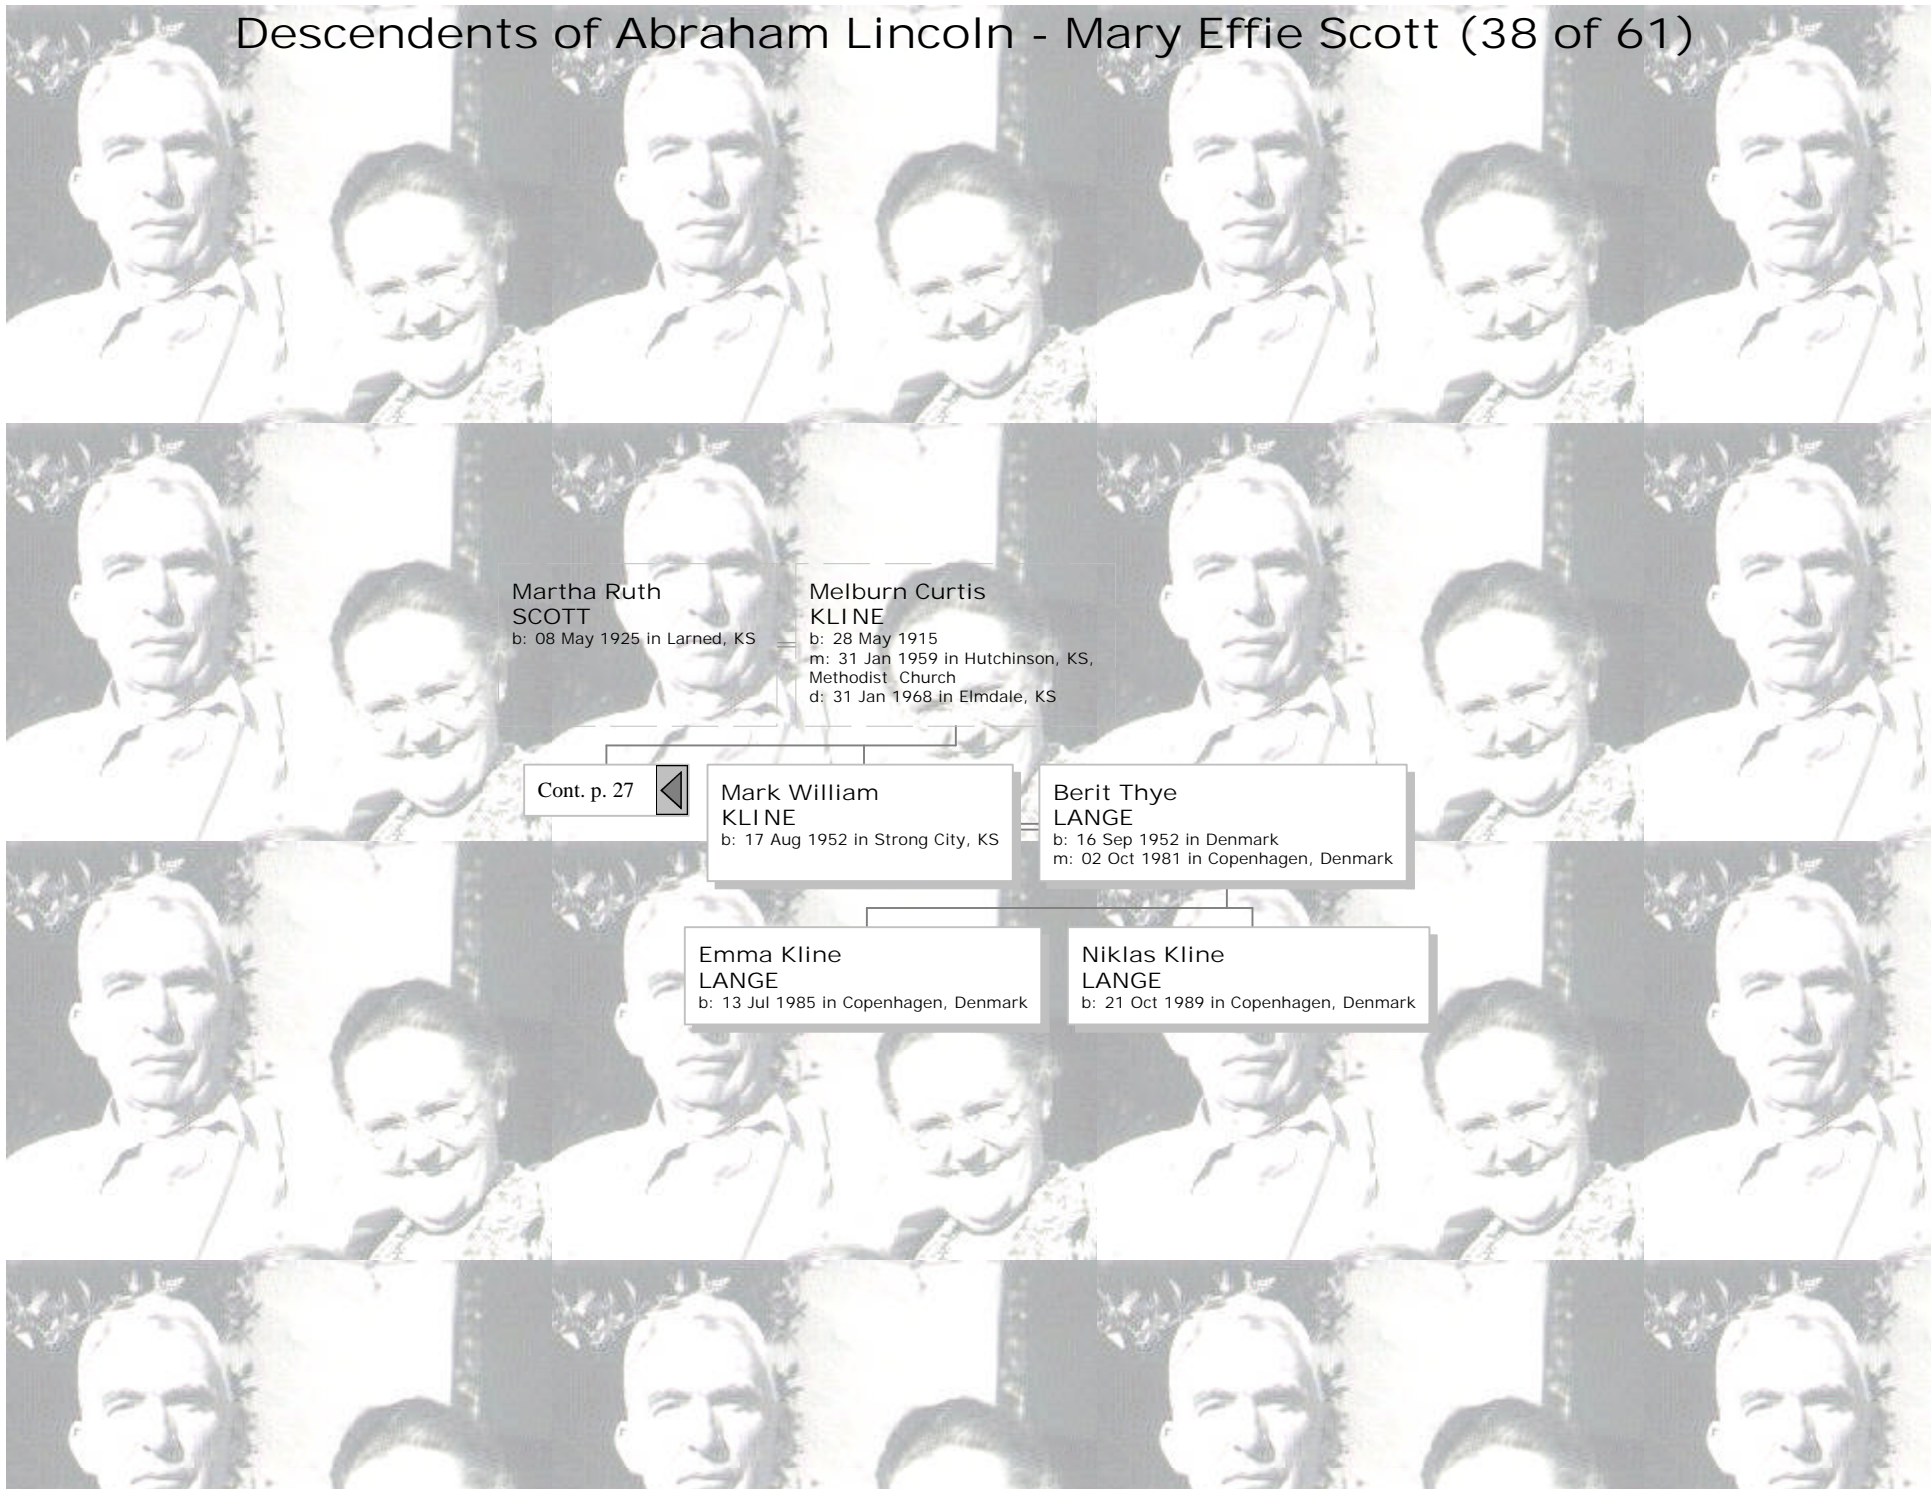 Descendents of Abraham Lincoln - Mary Effie Scott (38 of 61)
Martha Ruth
SCOTT
b: 08 May 1925 in Larned, KS
Melburn Curtis
KLINE
b: 28 May 1915
m: 31 Jan 1959 in Hutchinson, KS,
Methodist Church
d: 31 Jan 1968 in Elmdale, KS
Cont. p. 27
Mark William
KLINE
b: 17 Aug 1952 in Strong City, KS
Berit Thye
LANGE
b: 16 Sep 1952 in Denmark
m: 02 Oct 1981 in Copenhagen, Denmark
Emma Kline
LANGE
b: 13 Jul 1985 in Copenhagen, Denmark
Niklas Kline
LANGE
b: 21 Oct 1989 in Copenhagen, Denmark